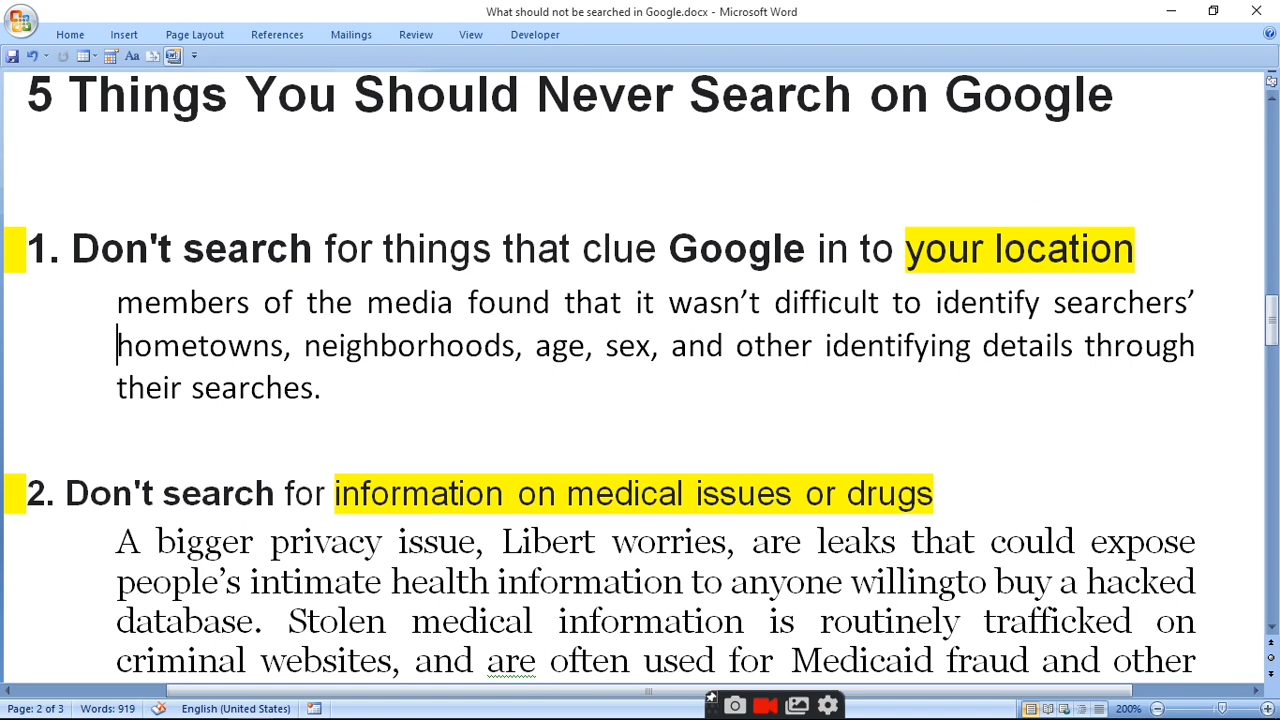 What should not be searched in Google.docx - Microsoft Word
Home Insert Page Layout References Mailings Review View Developer
Aa
5 Things You Should Never Search on Google
1. Don't search for things that clue Google in to your location
members of the media found that it wasn’t difficult to identify searchers’
hometowns, neighborhoods, age, sex, and other identifying details through
their searches.
2. Don't search for information on medical issues or drugs
A bigger privacy issue, Libert worries, are leaks that could expose
people’s intimate health information to anyone willingto buy a hacked
database. Stolen medical information is routinely trafficked on
criminal websites, and are often used for Medicaid fraud and other
Page: 2 of 3 Words: 911 English (United States) 200%